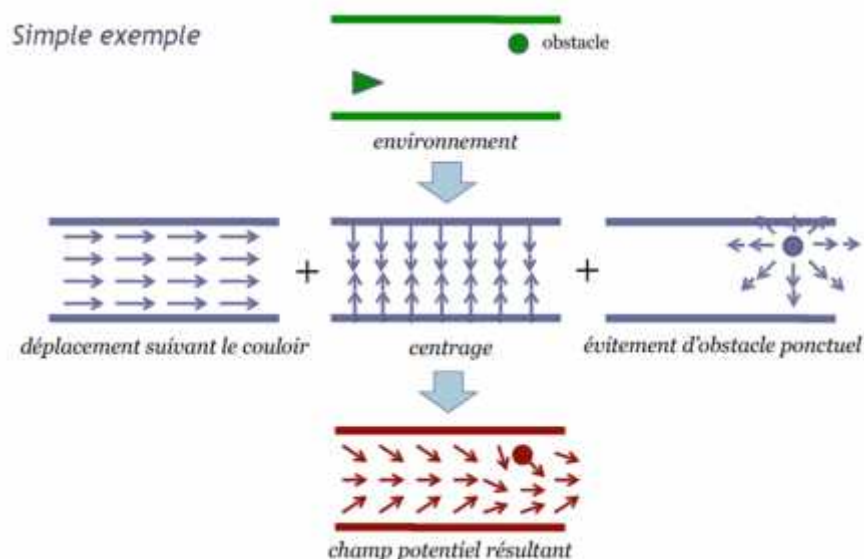 Simple exemple
obstacle
environnement
+
+
déplacement suivant le couloir
centrage
évitement d'obstacle ponctuel
champ potentiel résultant